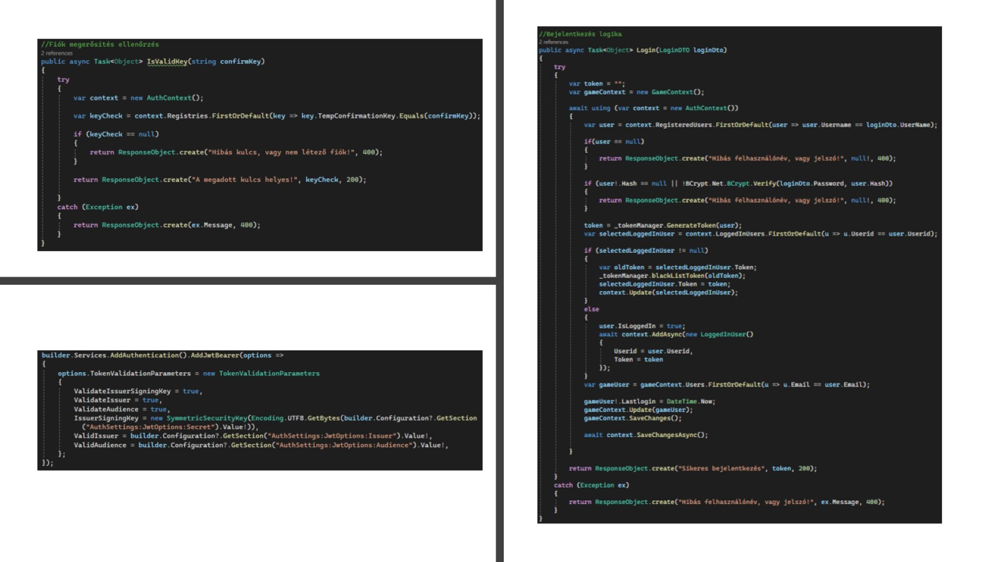 //Fiók megerősítés ellenőrzés
2 references
public async Task<Object> IsValidKey(string confirmKey)
{
try
{
var context = new AuthContext();
var keyCheck = context.Registries.FirstOrDefault(key => key.TempConfirmationKey.Equals(confirmKey));
if (keyCheck == null)
{
return ResponseObject.create("Hibás kulcs, vagy nem létező fiók!", 400);
}
return ResponseObject.create("A megadott kulcs helyes!", keyCheck, 200);
}
catch (Exception ex)
{
return ResponseObject.create(ex.Message, 400);
}
}
builder.Services.AddAuthentication().AddJwtBearer(options =>
{
options.TokenValidationParameters = new TokenValidationParameters
{
ValidateIssuerSigningKey = true,
ValidateIssuer = true,
ValidateAudience = true,
IssuerSigningKey = new SymmetricSecurityKey(Encoding.UTF8.GetBytes(builder.Configuration?.GetSection
("AuthSettings:JwtOptions:Secret").Value!)),
ValidIssuer = builder.Configuration?.GetSection("AuthSettings:JwtOptions:Issuer").Value!,
ValidAudience = builder.Configuration?.GetSection("AuthSettings:JwtOptions:Audience").Value!,
};
});
//Bejelentkezés logika
2 references
public async Task<Object> Login(LoginDTO loginDto)
{
try
{
var token = "";
var gameContext = new GameContext();
await using (var context = new AuthContext())
{
var user = context.RegisteredUsers.FirstOrDefault(user => user.Username == loginDto.UserName);
if(user == null)
{
return ResponseObject.create("Hibás felhasználónév, vagy jelszó!", null!, 400);
}
if (user!.Hash == null || !BCrypt.Net.BCrypt.Verify(loginDto.Password, user.Hash))
{
return ResponseObject.create("Hibás felhasználónév, vagy jelszó!", null!, 400);
}
token = _tokenManager.GenerateToken(user);
var selectedLoggedInUser = context.LoggedInUsers.FirstOrDefault(u => u.Userid == user.Userid);
if (selectedLoggedInUser != null)
{
var oldToken = selectedLoggedInUser.Token;
_tokenManager.blackListToken(oldToken);
selectedLoggedInUser.Token = token;
context.Update(selectedLoggedInUser);
}
else
{
user.IsLoggedIn = true;
await context.AddAsync(new LoggedInUser()
{
Userid = user.Userid,
Token = token
});
}
var gameUser = gameContext.Users.FirstOrDefault(u => u.Email == user.Email);
gameUser!.Lastlogin = DateTime.Now;
gameContext.Update(gameUser);
gameContext.SaveChanges();
await context.SaveChangesAsync();
}
return ResponseObject.create("Sikeres bejelentkezés", token, 200);
}
catch (Exception ex)
{
return ResponseObject.create("Hibás felhasználónév, vagy jelszó!", ex.Message, 400);
}
}